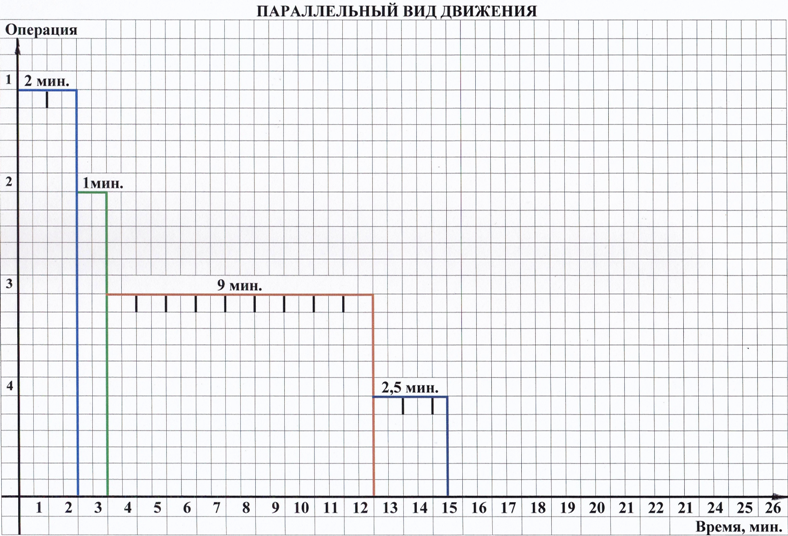 ПАРАЛЛЕЛЬНЫЙ ВИД ДВИЖЕНИЯ
Операция
1
2 мин.
2
1мин.
3
9 мин.
4
2,5 мин.
1 2 3 4 5 6 7 8 9 10 11 12 13 14 15 16 17 18 19 20 21 22 23 21 25 26
Время, мин.